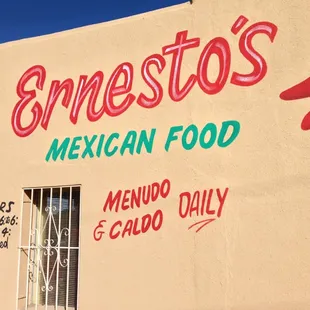 Ernesto's
MEXICAN FOOD
MENUDO
& CALDO DAILY